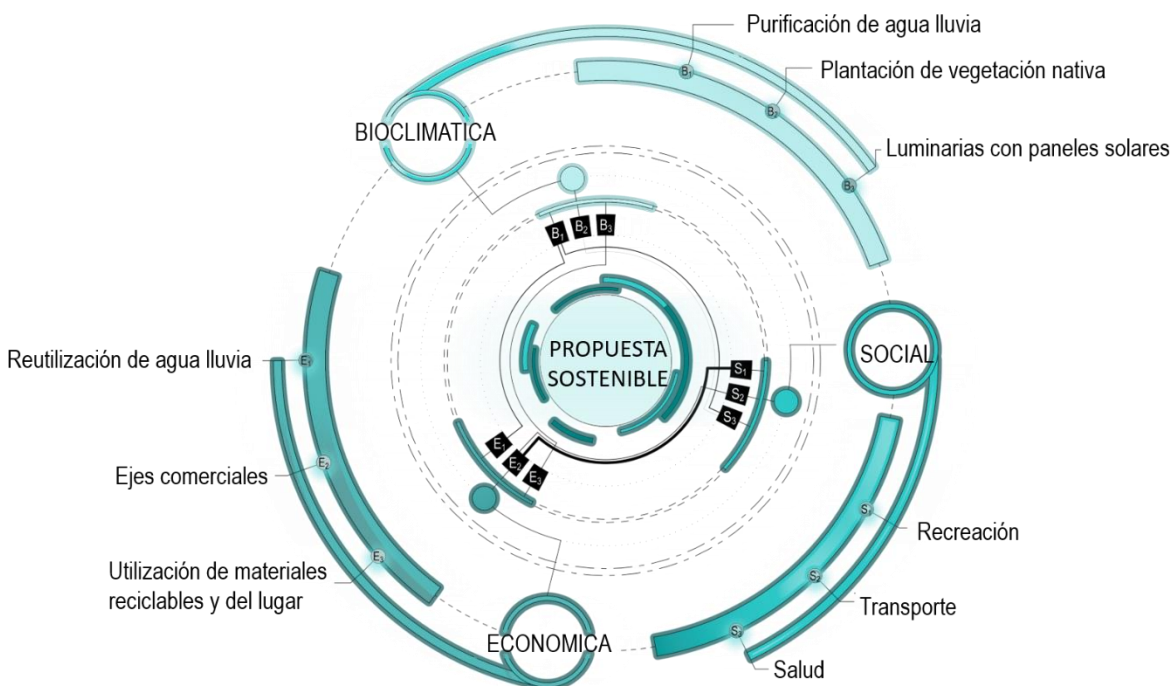 Purificación de agua lluvia
B1
Plantación de vegetación nativa
B2
BIOCLIMATICA
Luminarias con paneles solares
B3
B1
B2
B3
PROPUESTA
SOSTENIBLE
SOCIAL
S1
S2
S3
Reutilización de agua lluvia
E1
E1
E2
E3
Ejes comerciales
E2
Utilización de materiales
reciclables y del lugar
E3
S1
Recreación
S2
Transporte
S3
Salud
ECONOMICA